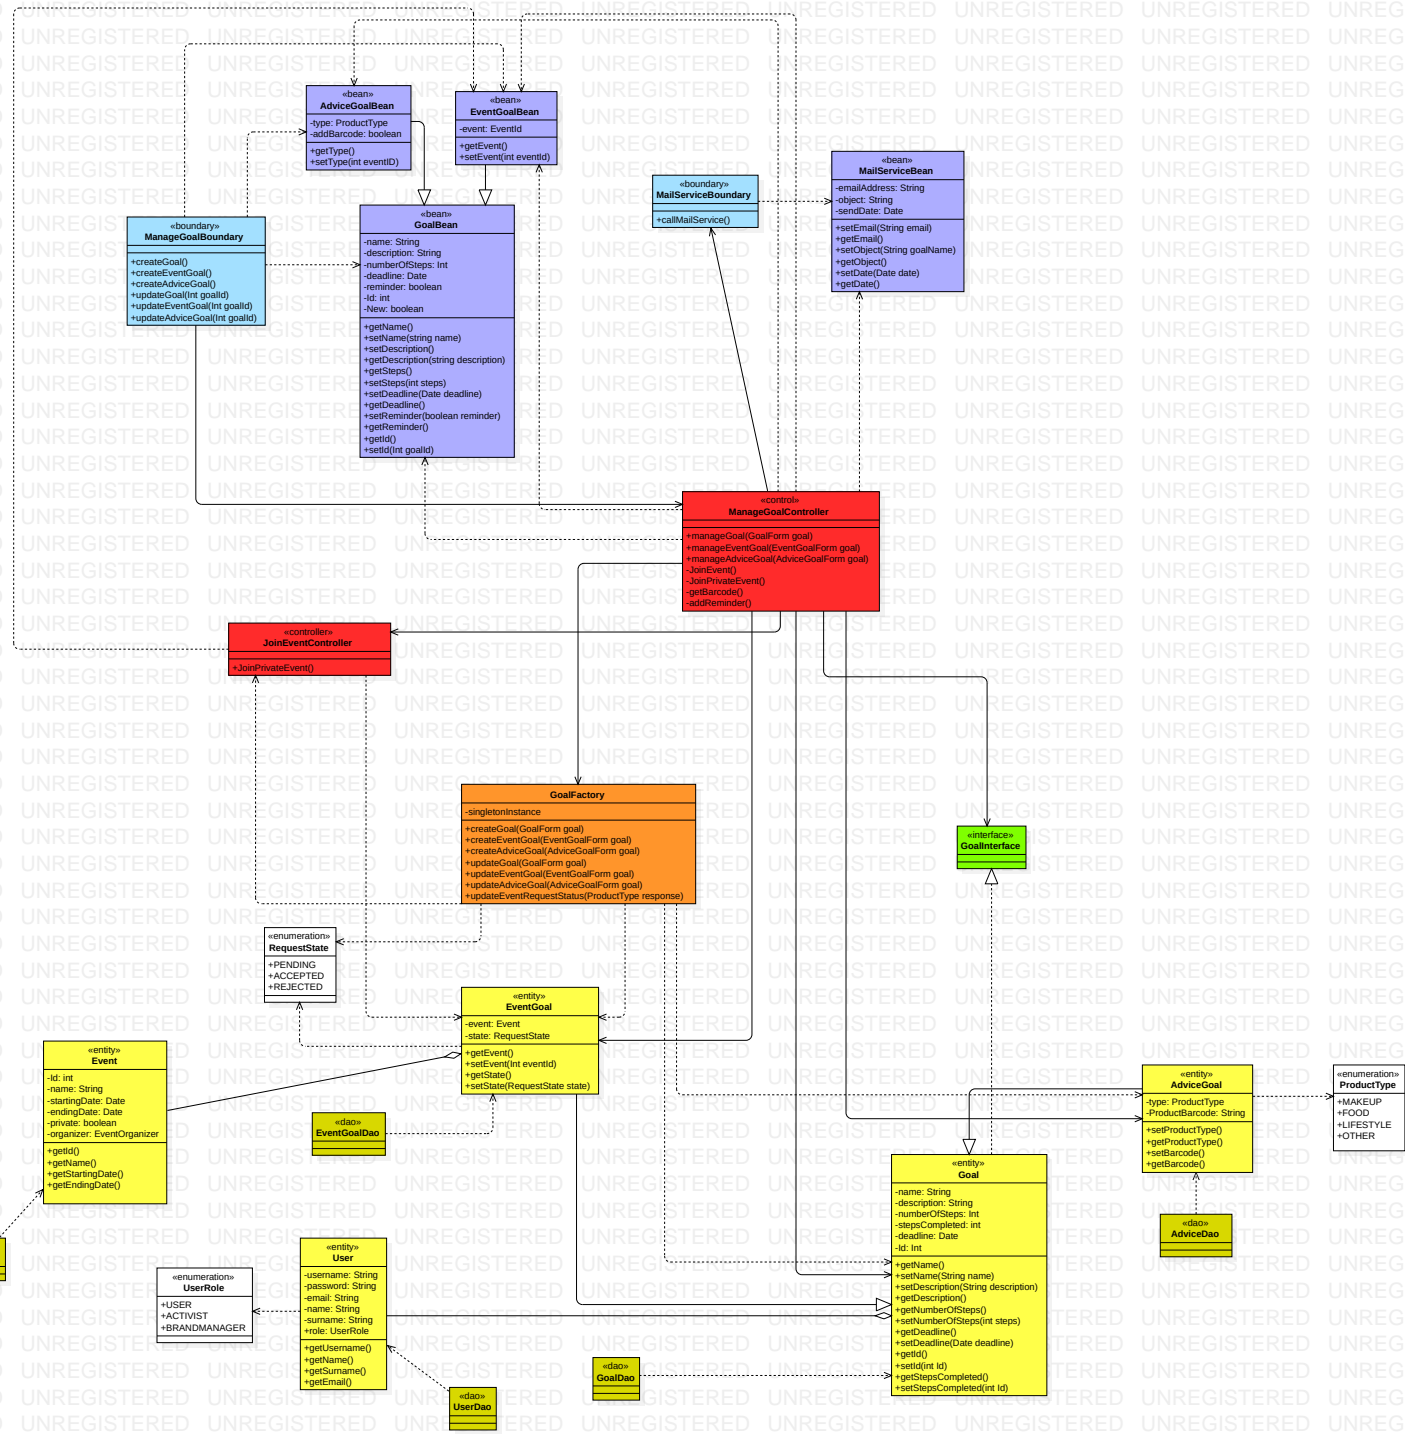 «bean»
AdviceGoalBean
-type: ProductType
-addBarcode: boolean
+getType()
+setType(int eventID)
«bean»
EventGoalBean
-event: EventId
+getEvent()
+setEvent(int eventId)
«bean»
MailServiceBean
-emailAddress: String
-object: String
-sendDate: Date
+setEmail(String email)
+getEmail()
+setObject(String goalName)
+getObject()
+setDate(Date date)
+getDate()
«boundary»
MailServiceBoundary
+callMailService()
«boundary»
ManageGoalBoundary
+createGoal()
+createEventGoal()
+createAdviceGoal()
+updateGoal(Int goalId)
+updateEventGoal(Int goalId)
+updateAdviceGoal(Int goalId)
«bean»
GoalBean
-name: String
-description: String
-numberOfSteps: Int
-deadline: Date
-reminder: boolean
-Id: int
-New: boolean
+getName()
+setName(string name)
+setDescription()
+getDescription(string description)
+getSteps()
+setSteps(int steps)
+setDeadline(Date deadline)
+getDeadline()
+setReminder(boolean reminder)
+getReminder()
+getId()
+setId(Int goalId)
«control»
ManageGoalController
+manageGoal(GoalForm goal)
+manageEventGoal(EventGoalForm goal)
+manageAdviceGoal(AdviceGoalForm goal)
-JoinEvent()
-JoinPrivateEvent()
-getBarcode()
-addReminder()
«controller»
JoinEventController
+JoinPrivateEvent()
GoalFactory
-singletonInstance
+createGoal(GoalForm goal)
+createEventGoal(EventGoalForm goal)
+createAdviceGoal(AdviceGoalForm goal)
+updateGoal(GoalForm goal)
+updateEventGoal(EventGoalForm goal)
+updateAdviceGoal(AdviceGoalForm goal)
+updateEventRequestStatus(ProductType response)
«interface»
GoalInterface
«enumeration»
RequestState
+PENDING
+ACCEPTED
+REJECTED
«entity»
EventGoal
-event: Event
-state: RequestState
+getEvent()
+setEvent(Int eventId)
+getState()
+setState(RequestState state)
«entity»
Event
-Id: int
-name: String
-startingDate: Date
-endingDate: Date
-private: boolean
-organizer: EventOrganizer
+getId()
+getName()
+getStartingDate()
+getEndingDate()
«dao»
EventGoalDao
«entity»
AdviceGoal
-type: ProductType
-ProductBarcode: String
+setProductType()
+getProductType()
+setBarcode()
+getBarcode()
«enumeration»
ProductType
+MAKEUP
+FOOD
+LIFESTYLE
+OTHER
«dao»
AdviceDao
«entity»
Goal
-name: String
-description: String
-numberOfSteps: Int
-stepsCompleted: int
-deadline: Date
-Id: Int
+getName()
+setName(String name)
+setDescription(String description)
+getDescription()
+getNumberOfSteps()
+setNumberOfSteps(int steps)
+getDeadline()
+setDeadline(Date deadline)
+getId()
+setId(int Id)
+getStepsCompleted()
+setStepsCompleted(int Id)
«entity»
User
-username: String
-password: String
-email: String
-name: String
-surname: String
+role: UserRole
+getUsername()
+getName()
+getSurname()
+getEmail()
«enumeration»
UserRole
+USER
+ACTIVIST
+BRANDMANAGER
«dao»
UserDao
«dao»
GoalDao
UNREGISTERED